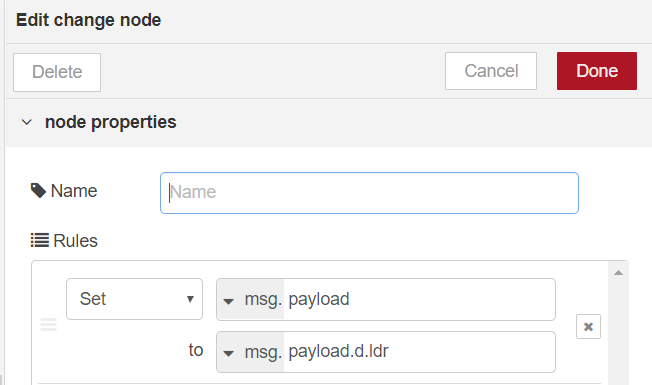 Edit change node
Delete Cancel Done
node properties
Name Name
Rules
Set msg. payload
to msg. payload.d.ldr